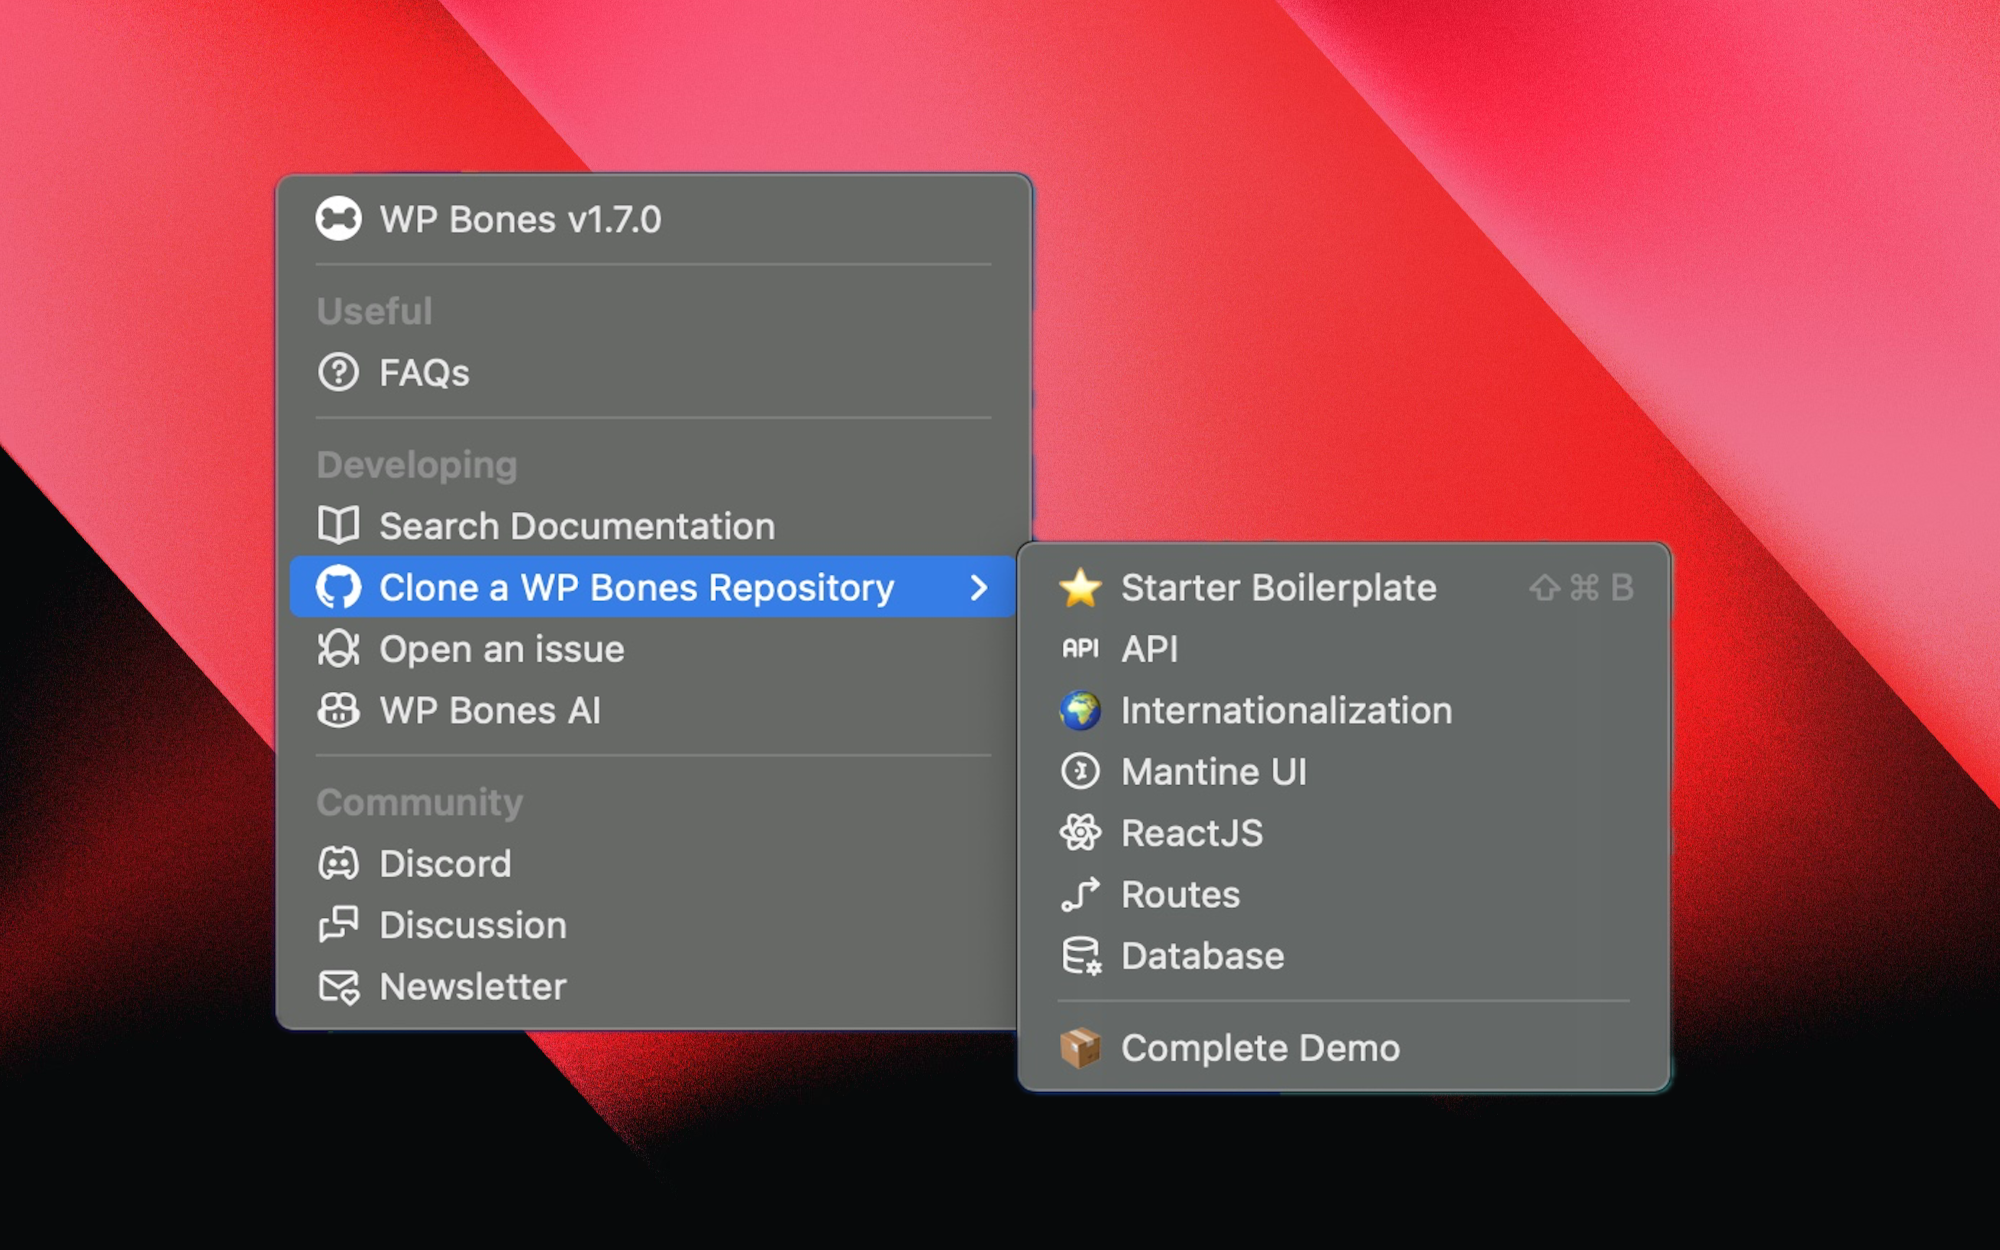 WP Bones v1.7.0
Useful
FAQs
Developing
Search Documentation
Clone a WP Bones Repository
Open an issue
WP Bones AI
Community
Discord
Discussion
Newsletter
Starter Boilerplate ⇧ ⌘ B
API API
Internationalization
Mantine UI
ReactJS
Routes
Database
Complete Demo